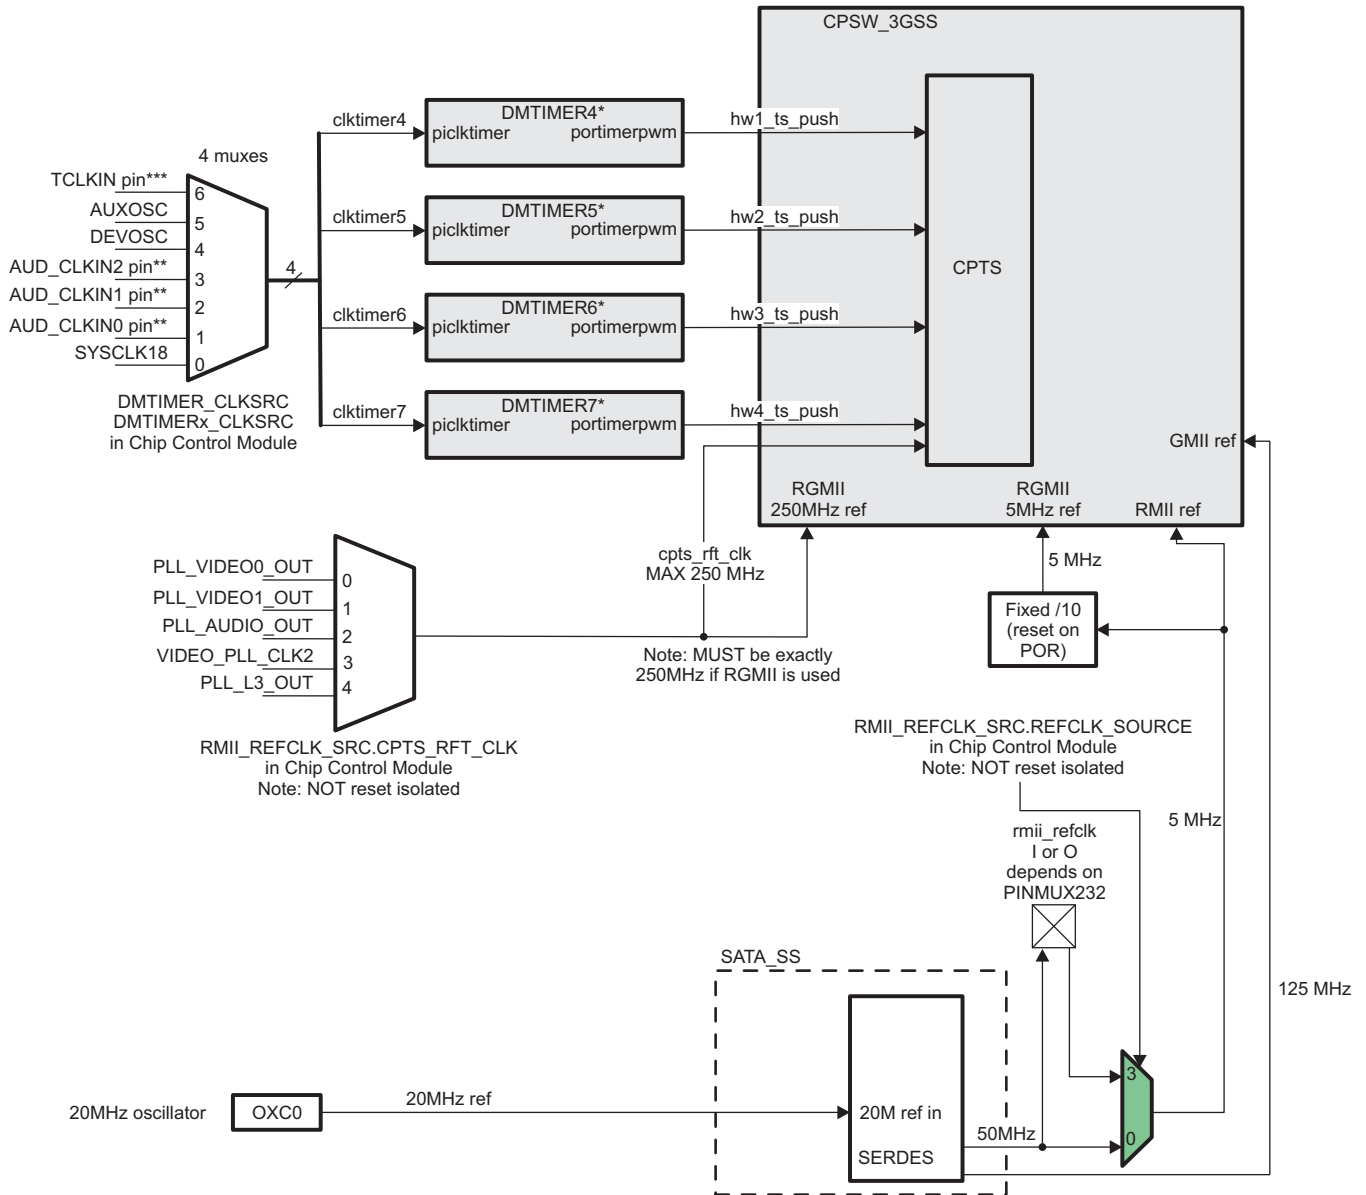 CPSW_3GSS
4 muxes
TCLKIN pin***
AUXOSC
DEVOSC
AUD_CLKIN2 pin**
AUD_CLKIN1 pin**
AUD_CLKIN0 pin**
SYSCLK18
6
5
4
3
2
1
0
4
DMTIMER_CLKSRC
DMTIMERx_CLKSRC
in Chip Control Module
clktimer4
DMTIMER4*
piclktimer portimerpwm
hw1_ts_push
clktimer5
DMTIMER5*
piclktimer portimerpwm
hw2_ts_push
clktimer6
DMTIMER6*
piclktimer portimerpwm
hw3_ts_push
clktimer7
DMTIMER7*
piclktimer portimerpwm
hw4_ts_push
CPTS
GMII ref
RGMII
250MHz ref
RGMII
5MHz ref
RMII ref
PLL_VIDEO0_OUT
PLL_VIDEO1_OUT
PLL_AUDIO_OUT
VIDEO_PLL_CLK2
PLL_L3_OUT
0
1
2
3
4
RMII_REFCLK_SRC.CPTS_RFT_CLK
in Chip Control Module
Note: NOT reset isolated
cpts_rft_clk
MAX 250 MHz
Note: MUST be exactly
250MHz if RGMII is used
5 MHz
Fixed /10
(reset on
POR)
RMII_REFCLK_SRC.REFCLK_SOURCE
in Chip Control Module
Note: NOT reset isolated
5 MHz
rmii_refclk
I or O
depends on
PINMUX232
SATA_SS
125 MHz
3
0
20MHz oscillator
OXC0
20MHz ref
20M ref in
SERDES
50MHz